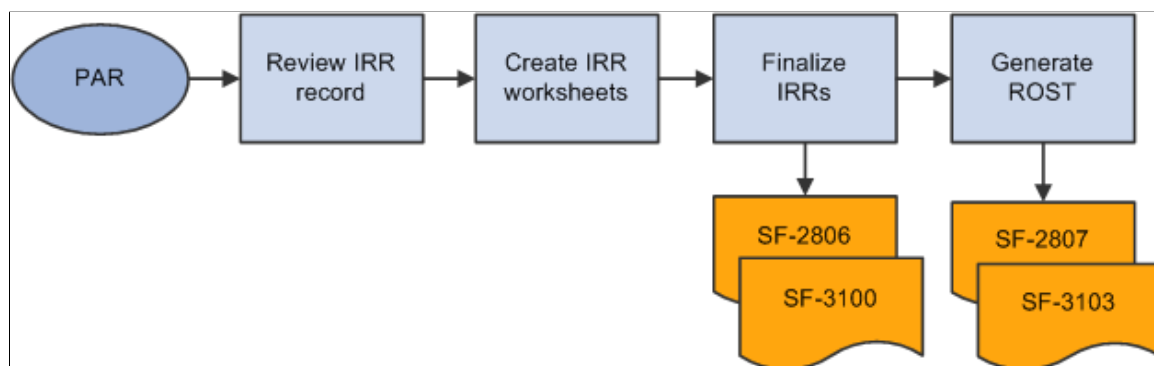 PAR
Review IRR
record
Create IRR
worksheets
Finalize
IRRs
Generate
ROST
SF-2806
SF-3100
SF-2807
SF-3103